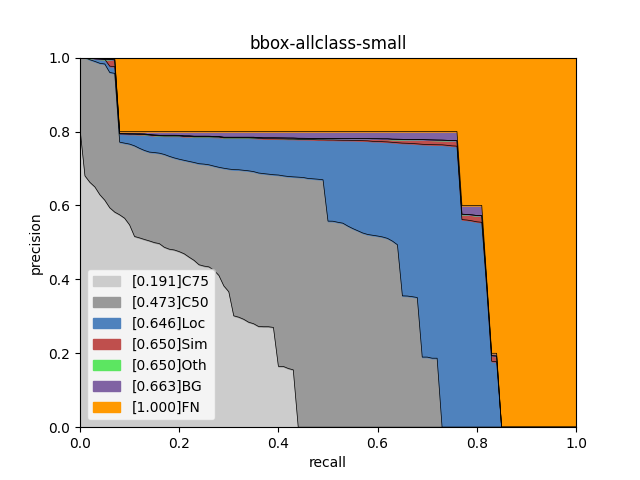 bbox-allclass-small
1.0
0.8
0.6
0.4
0.2
0.0
precision
[0.191]C75
[0.473]C50
[0.646]Loc
[0.650]Sim
[0.650]Oth
[0.663]BG
[1.000]FN
0.0 0.2 0.4 0.6 0.8 1.0
recall